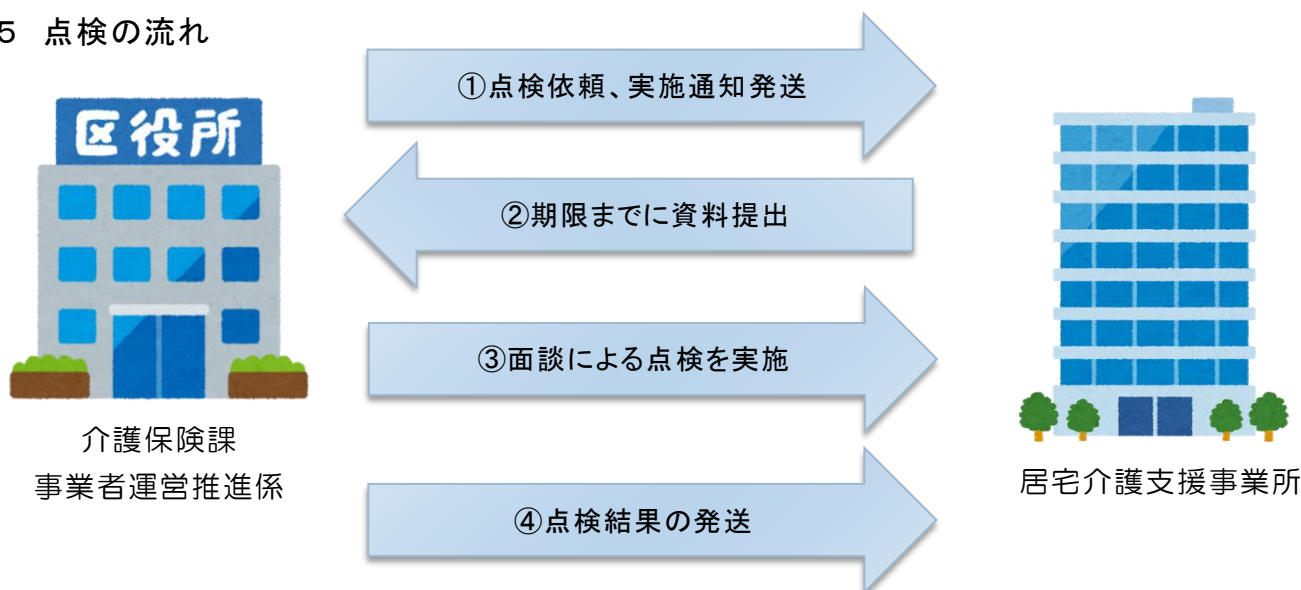 5 点検の流れ
①点検依頼、実施通知発送
区役所
②期限までに資料提出
③面談による点検を実施
介護保険課
事業者運営推進係
居宅介護支援事業所
④点検結果の発送